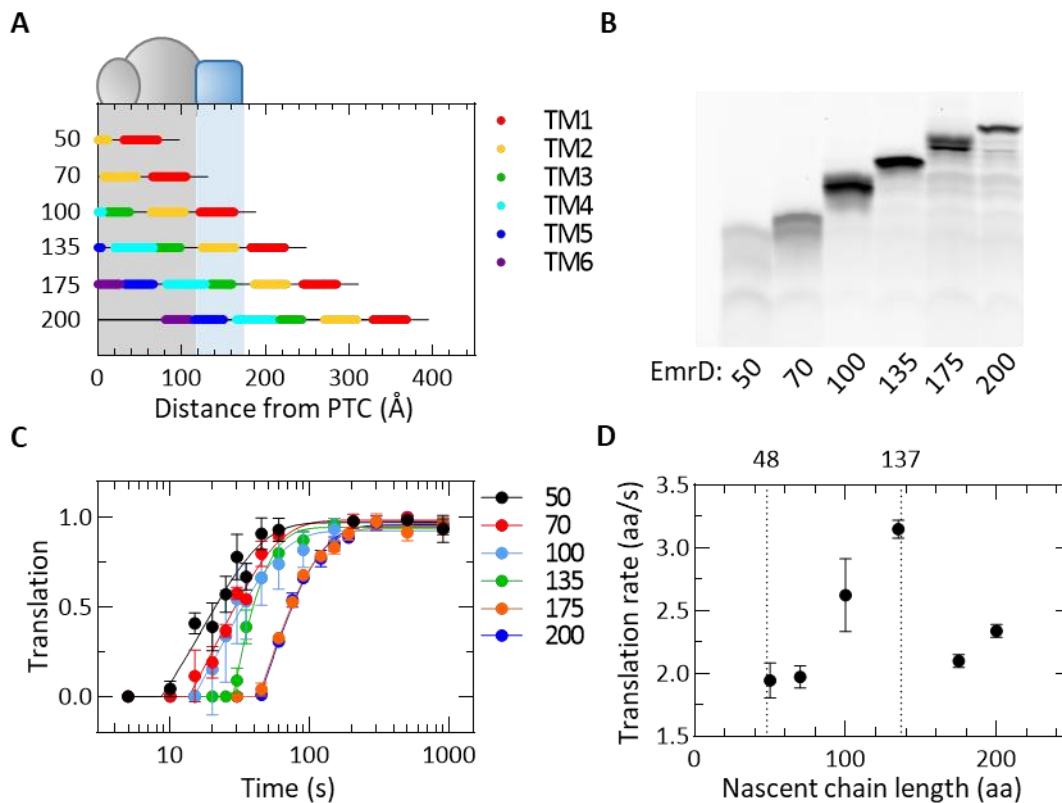 A
50
70
100
135
175
200
0 100 200 300 400
Distance from PTC (Å)
TM1
TM2
TM3
TM4
TM5
TM6
B
EmrD: 50 70 100 135 175 200
C
1.0
0.5
0.0
Translation
10 100 1000
Time (s)
50
70
100
135
175
200
D
48 137
3.5
3.0
2.5
2.0
1.5
Translation rate (aa/s)
0 100 200
Nascent chain length (aa)